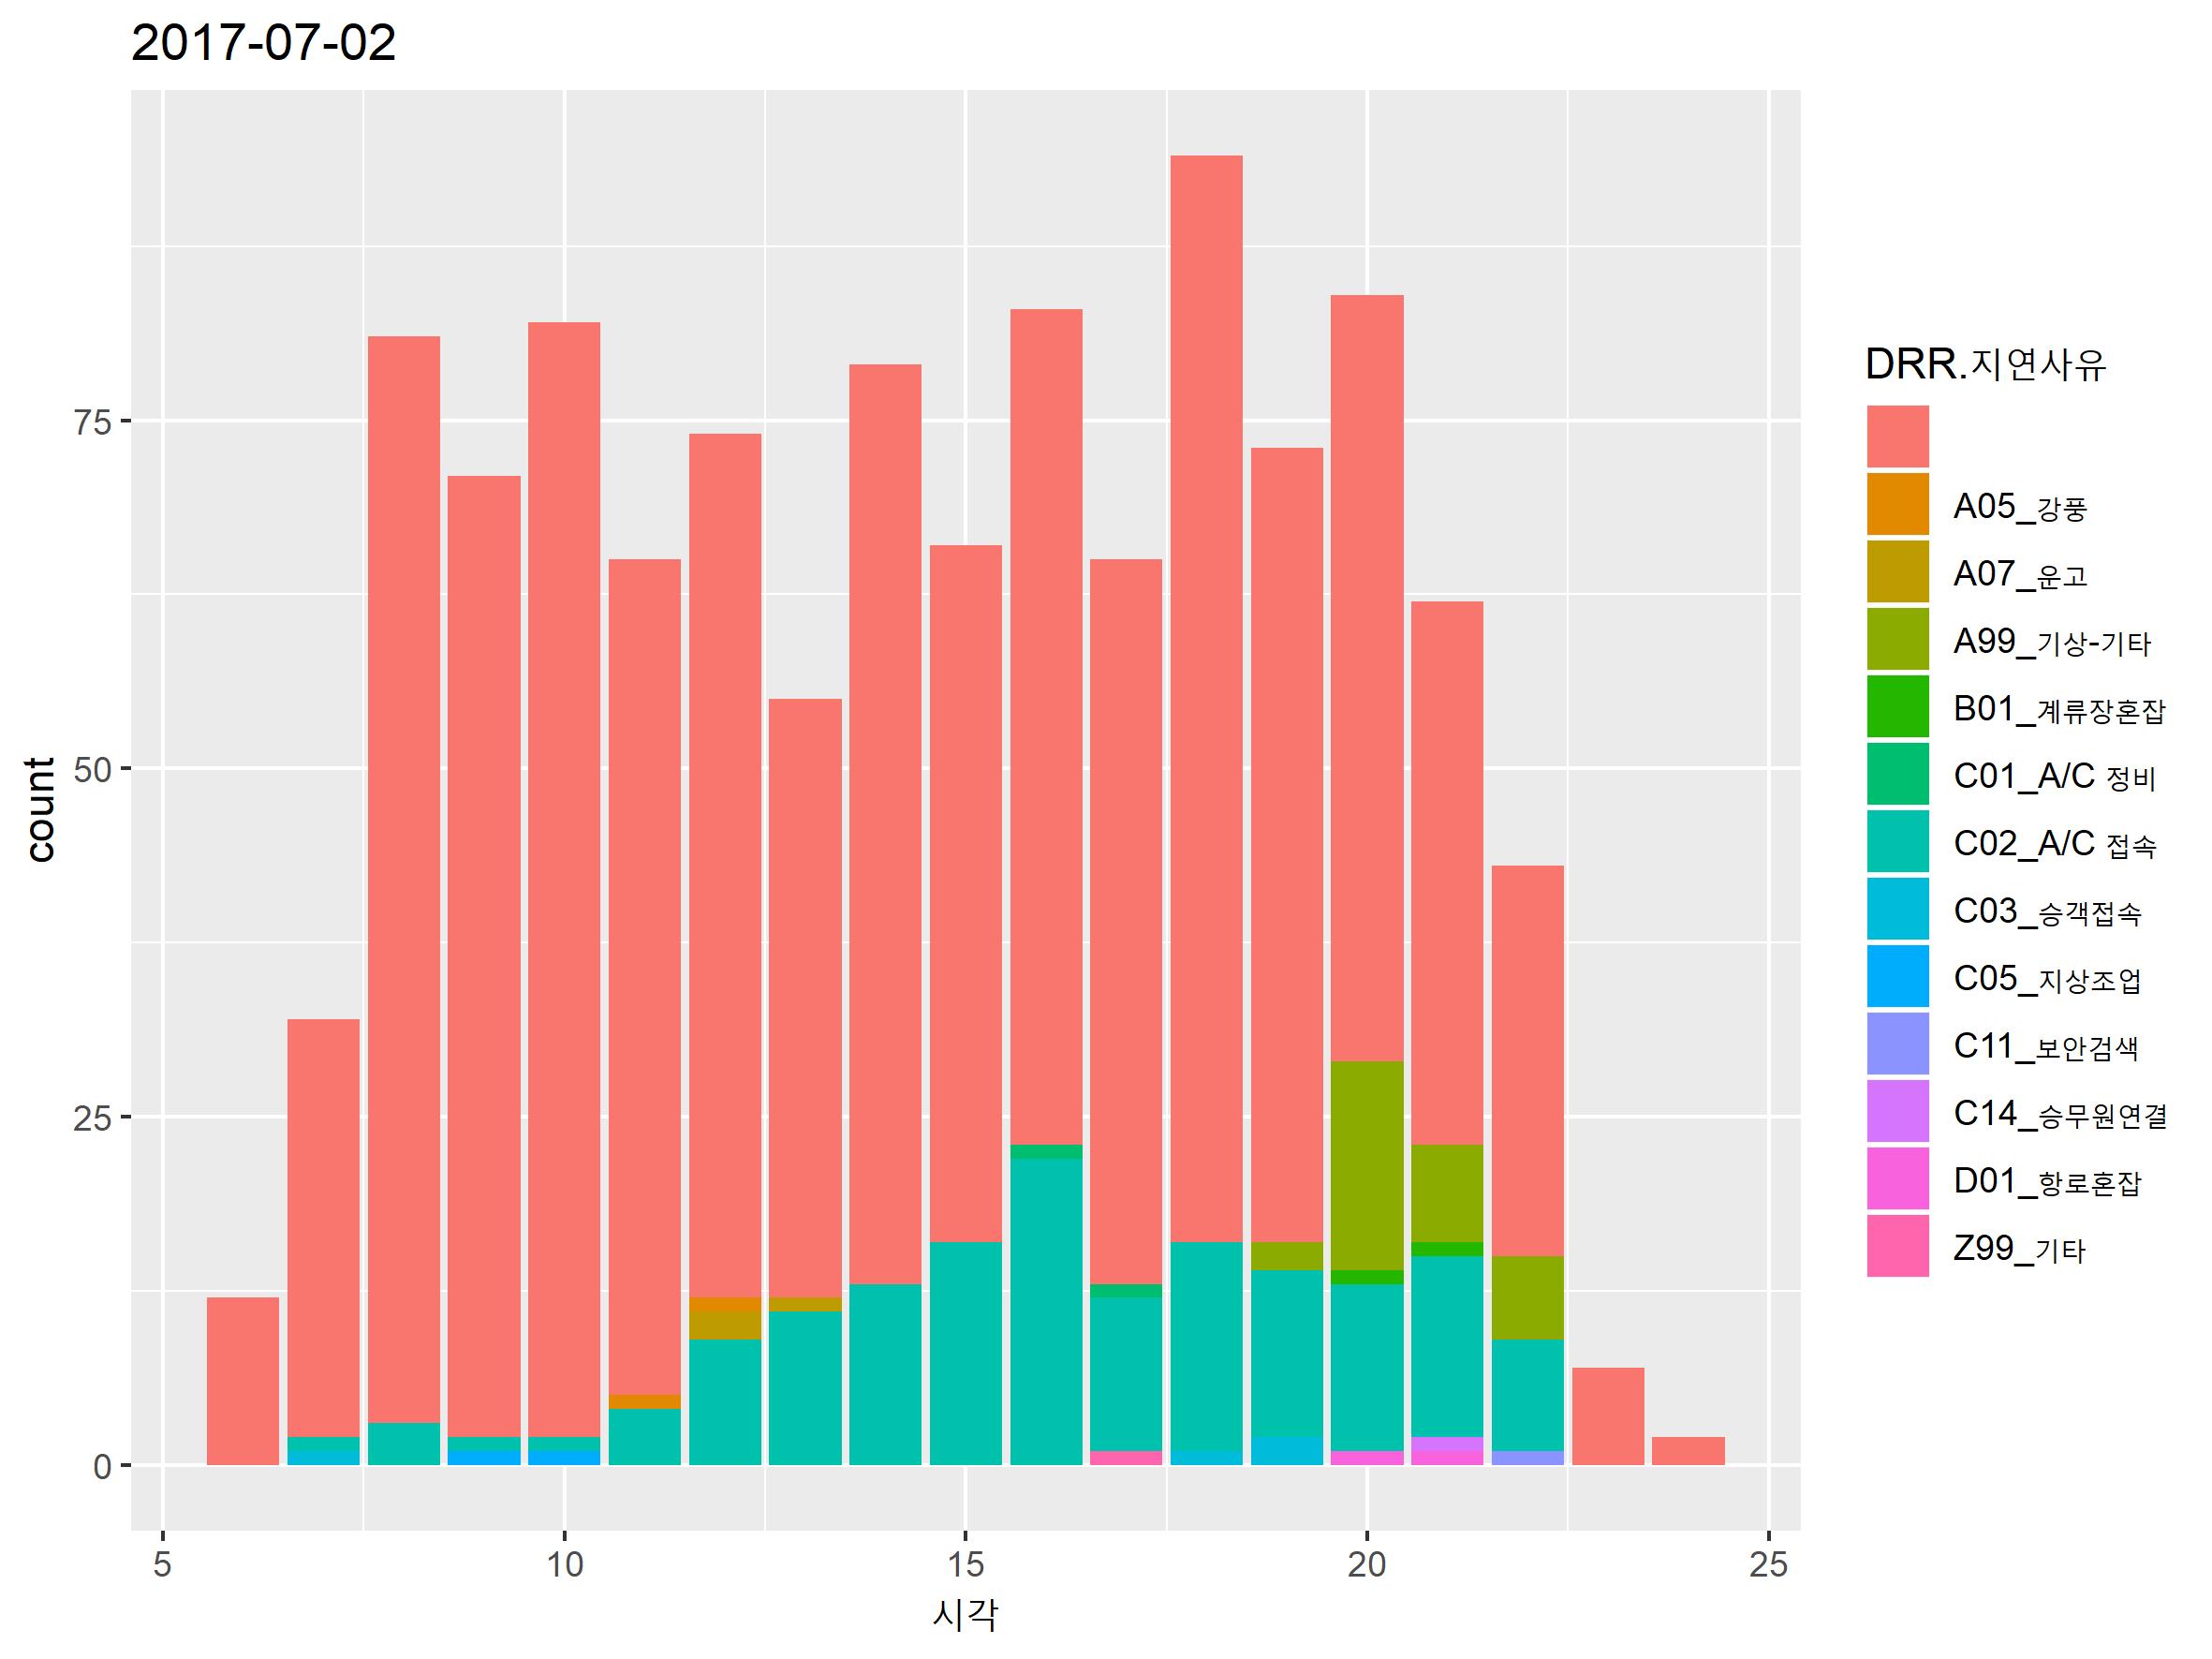 2017-07-02
count
75
50
25
0
5 10 15 20 25
시각
DRR.지연사유
A05_강풍
A07_운고
A99_기상-기타
B01_계류장혼잡
C01_A/C 정비
C02_A/C 접속
C03_승객접속
C05_지상조업
C11_보안검색
C14_승무원연결
D01_항로혼잡
Z99_기타